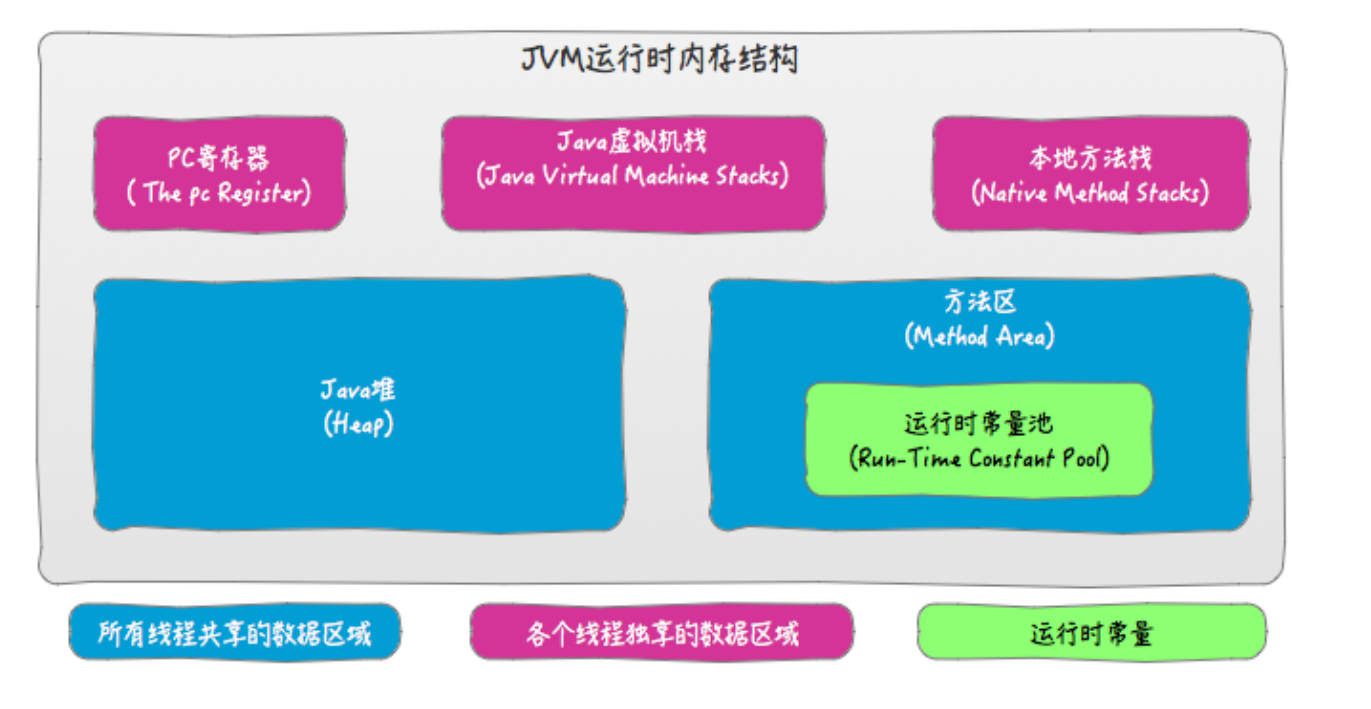 JVM运行时内存结构
PC寄存器
( The pc Register)
Java虚拟机栈
(Java Virtual Machine Stacks)
本地方法栈
(Native Method Stacks)
Java堆
(Heap)
方法区
(Method Area)
运行时常量池
(Run-Time Constant Pool)
所有线程共享的数据区域
各个线程独享的数据区域
运行时常量